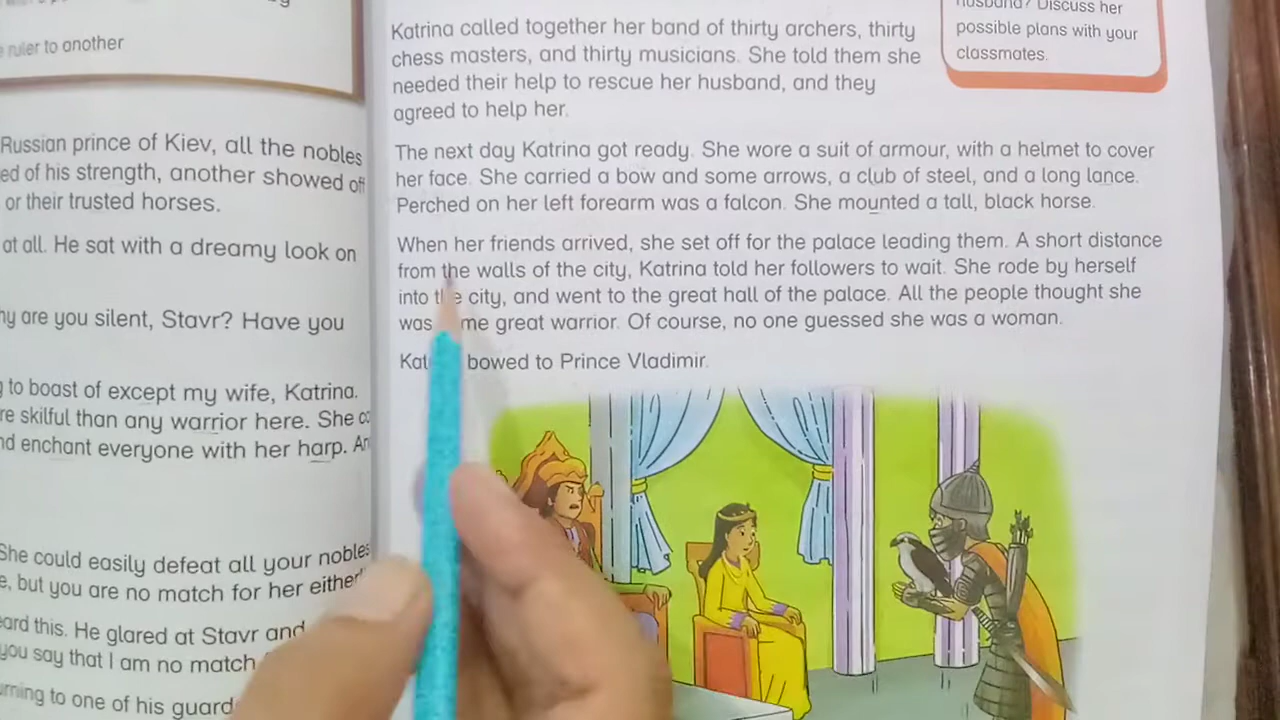 ruler to another
Russian prince of Kiev, all the nobles
ed of his strength, another showed off
or their trusted horses.
at all. He sat with a dreamy look on
hy are you silent, Stavr? Have you
to boast of except my wife, Katrina.
re skilful than any warrior here. She
nd enchant everyone with her harp.
She could easily defeat all your nobles
e, but you are no match for her either
eard this. He glared at Stavr and
you say that I am no match
urning to one of his guard
Katrina called together her band of thirty archers, thirty
chess masters, and thirty musicians. She told them she
needed their help to rescue her husband, and they
agreed to help her.
husband? Discuss her
possible plans with your
classmates.
The next day Katrina got ready. She wore a suit of armour, with a helmet to cover
her face. She carried a bow and some arrows, a club of steel, and a long lance.
Perched on her left forearm was a falcon. She mounted a tall, black horse.
When her friends arrived, she set off for the palace leading them. A short distance
from the walls of the city, Katrina told her followers to wait. She rode by herself
into the city, and went to the great hall of the palace. All the people thought she
was me great warrior. Of course, no one guessed she was a woman.
Kat bowed to Prince Vladimir.